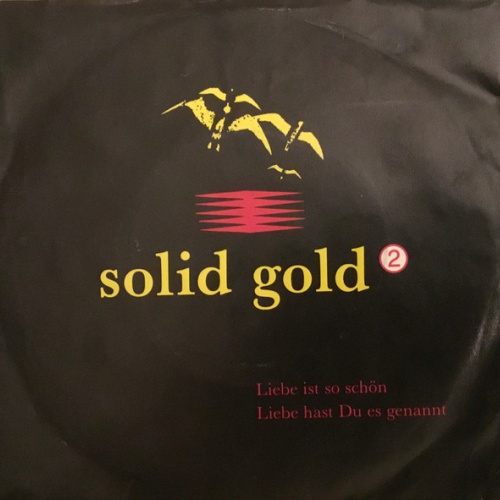 solid gold 2
Liebe ist so schön
Liebe hast Du es genannt